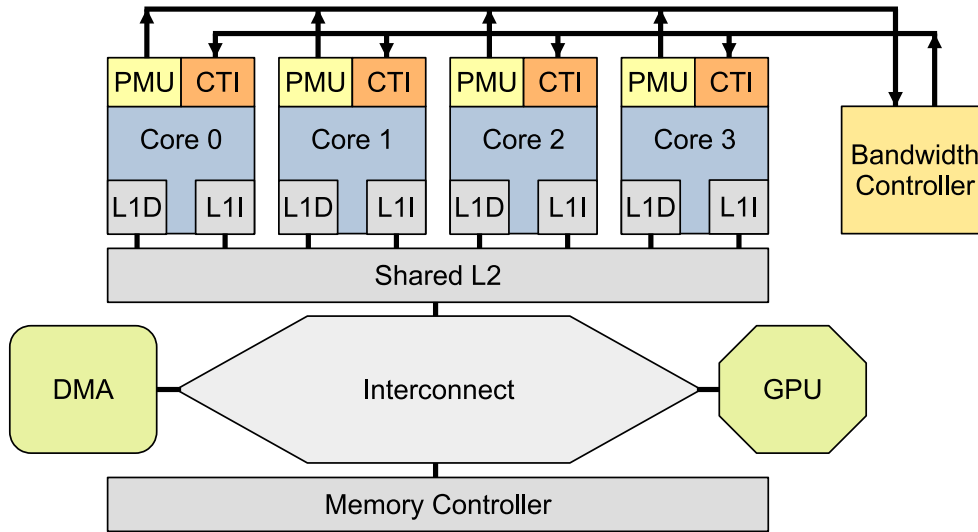 PMU CTI PMU CTI PMU CTI PMU CTI
Core 0 Core 1 Core 2 Core 3
Bandwidth
Controller
L1D L1I L1D L1I L1D L1I L1D L1I
Shared L2
DMA
Interconnect
GPU
Memory Controller